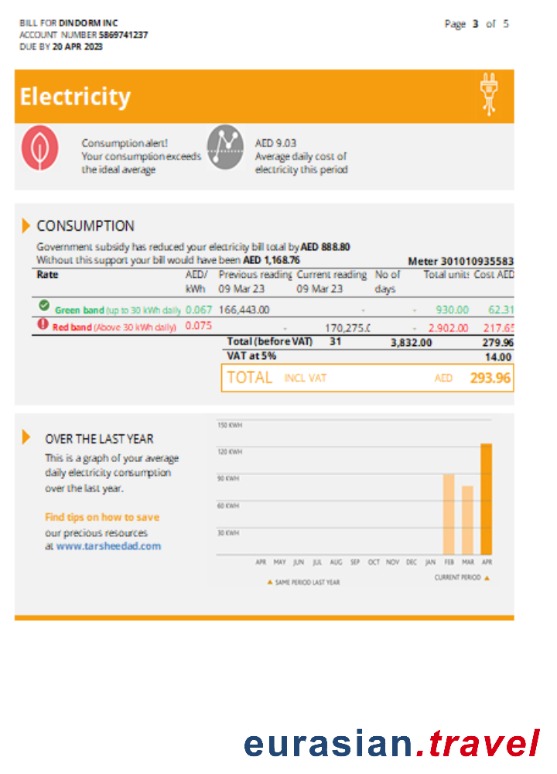 BILL FOR DINDORM INC
Page 3 of 5
ACCOUNT NUMBER 5869741237
DUE BY 20 APR 2023
Electricity
Consumption alert!
Your consumption exceeds
the ideal average
AED 9.03
Average daily cost of
electricity this period
CONSUMPTION
Government subsidy has reduced your electricity bill total by AED 888.80
Without this support your bill would have been AED 1,168.76
Meter 301010935583
Rate AED/ Previous reading Current reading No of Total units Cost AED
kWh 09 Mar 23 09 Mar 23 days
Green band (up to 30 kWh daily 0.067 166,443.00 - - 930.00 62.31
Red band (Above 30 kWh daily) 0.075 - 170,275.0 - 2.902.00 217.65
Total (before VAT) 31 3,832.00 279.96
VAT at 5% 14.00
TOTAL INCL VAT AED 293.96
OVER THE LAST YEAR
This is a graph of your average
daily electricity consumption
over the last year.
Find tips on how to save
our precious resources
at www.tarsheedad.com
150 KWH
120 KWH
90 KWH
60 KWH
30 KWH
APR MAY JUN JUL AUG SEP OCT NOV DEC JAN FEB MAR APR
SAME PERIOD LAST YEAR
CURRENT PERIOD
eurasian.travel